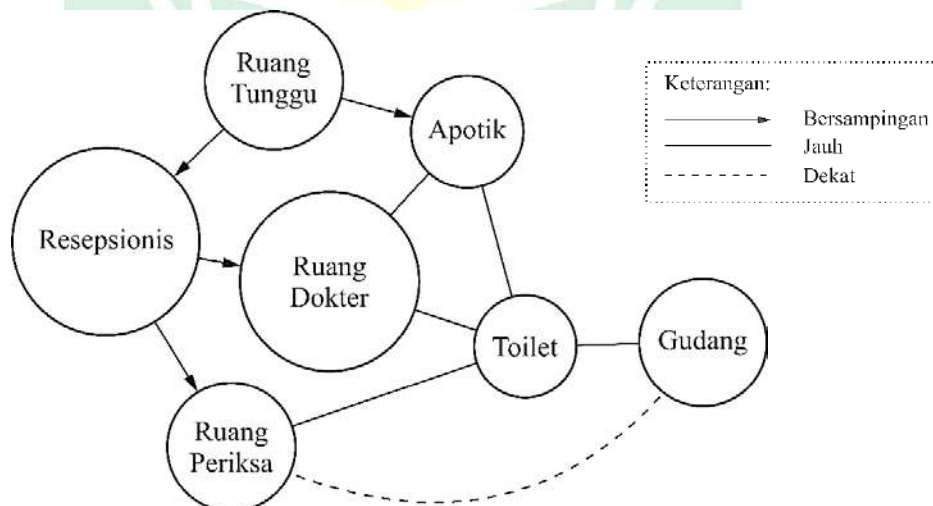 Ruang
Tunggu
Apotik
Resepsionis
Ruang
Dokter
Toilet
Gudang
Ruang
Periksa
Keterangan:
Bersampingan
Jauh
Dekat